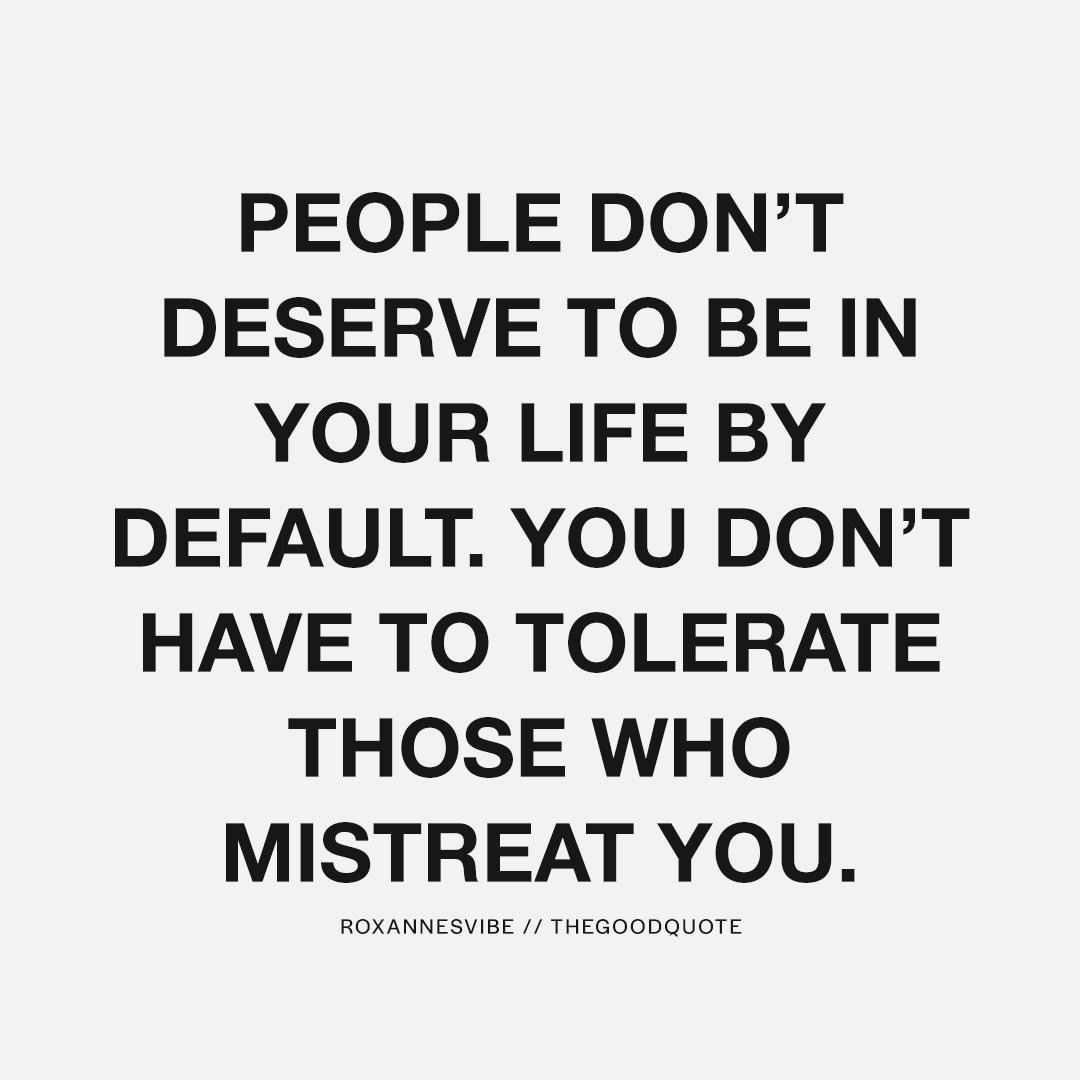 PEOPLE DON’T
DESERVE TO BE IN
YOUR LIFE BY
DEFAULT. YOU DON’T
HAVE TO TOLERATE
THOSE WHO
MISTREAT YOU.
ROXANNESVIBE // THEGOODQUOTE